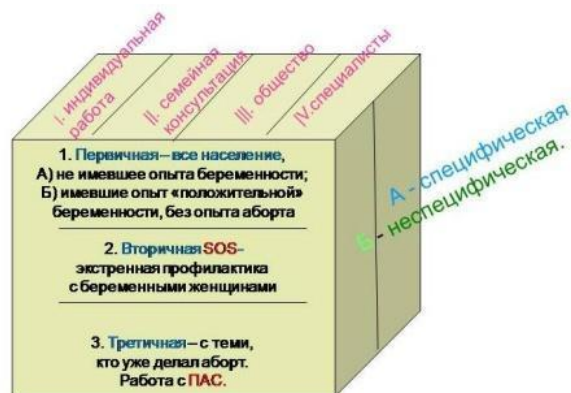 I. индивидуальная
работа
II. семейная
консультация
III. общество
IV.специалисты
1. Первичная – все население,
А) не имевшее опыта беременности;
Б) имевшие опыт «положительной»
беременности, без опыта аборта
2. Вторичная SOS–
экстренная профилактика
с беременными женщинами
3. Третичная – с теми,
кто уже делал аборт.
Работа с ПАС.
А - специфическая
Б - неспецифическая.